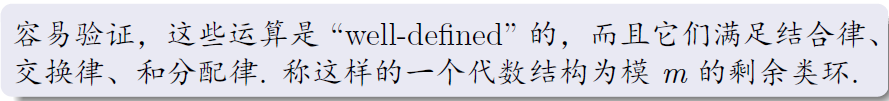 容易验证，这些运算是 “well-defined” 的，而且它们满足结合律、
交换律、和分配律. 称这样的一个代数结构为模 m 的剩余类环.